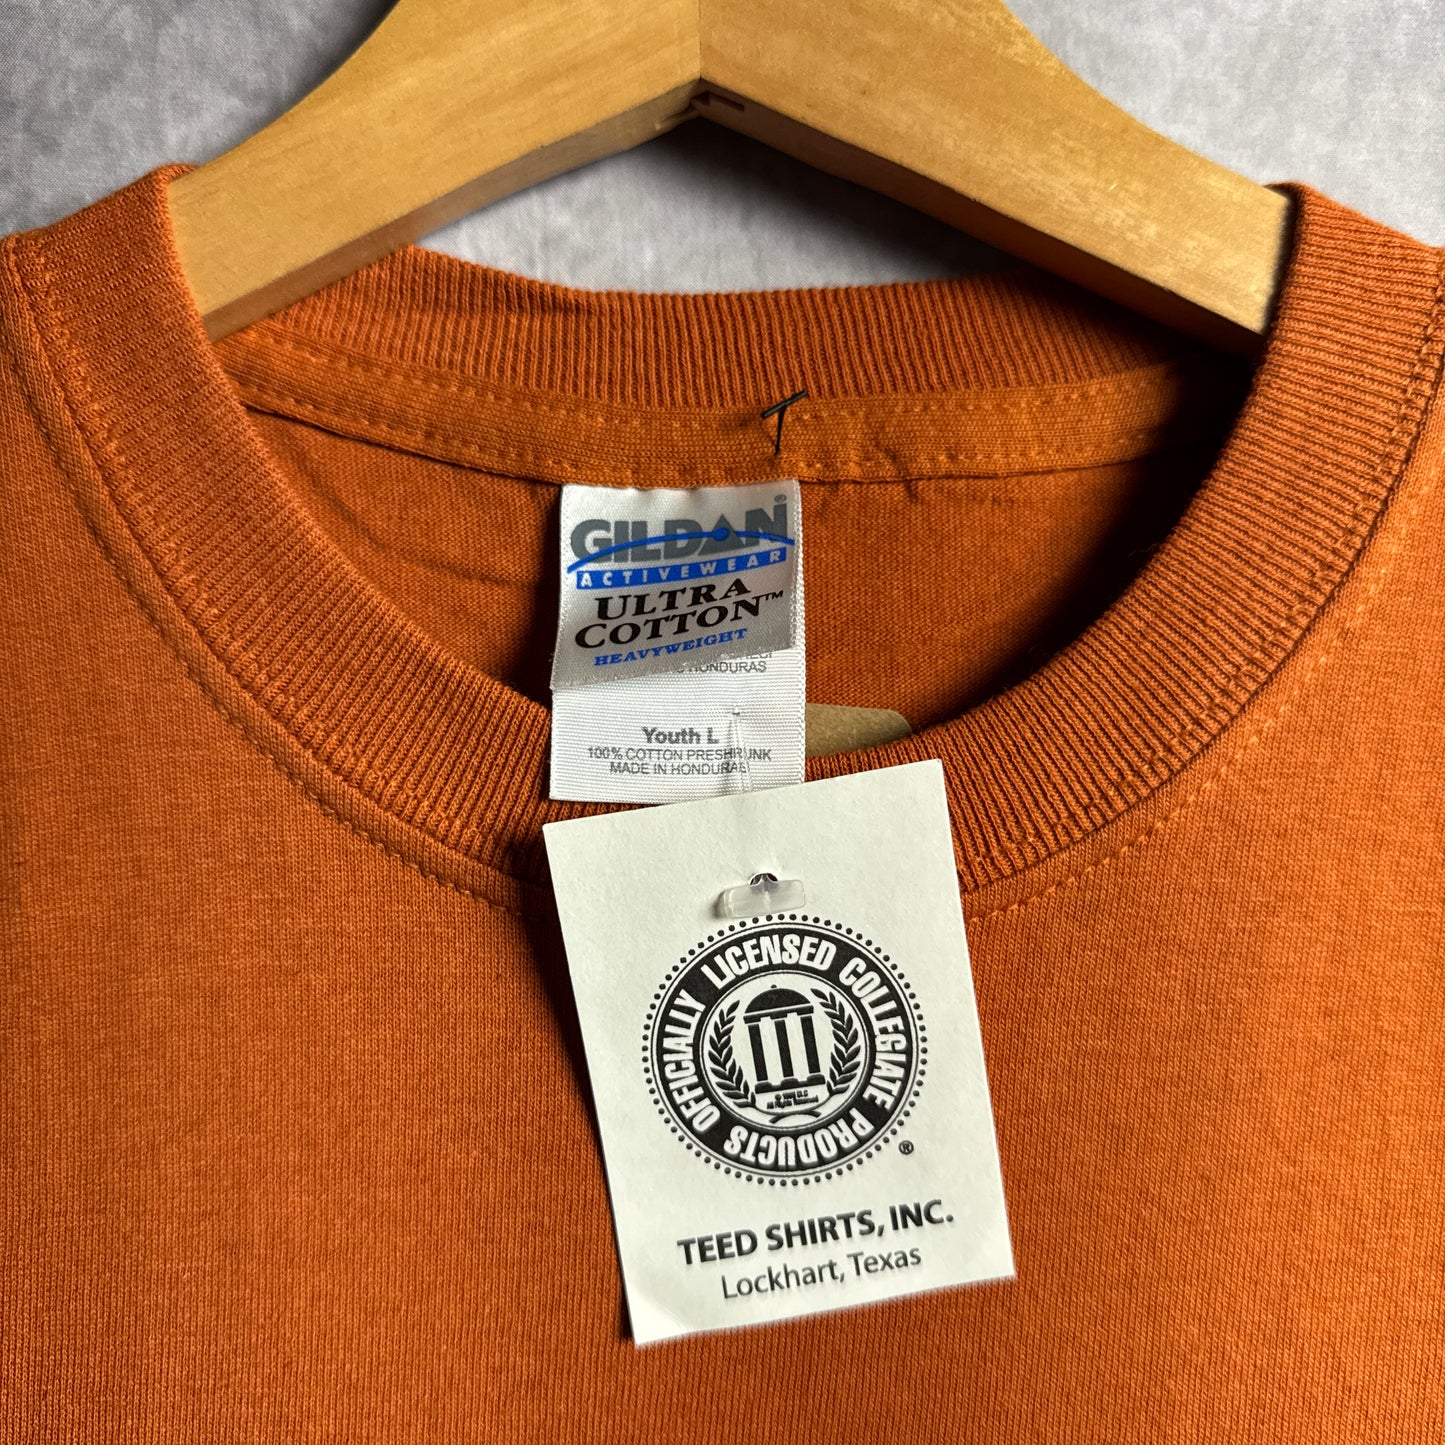 GILDAN®
ACTIVEWEAR
ULTRA
COTTON™
HEAVYWEIGHT
HONDURAS
Youth L
100% COTTON PRESHRUNK
MADE IN HONDURAS
OFFICIALLY LICENSED COLLEGIATE PRODUCTS
®
TEED SHIRTS, INC.
Lockhart, Texas